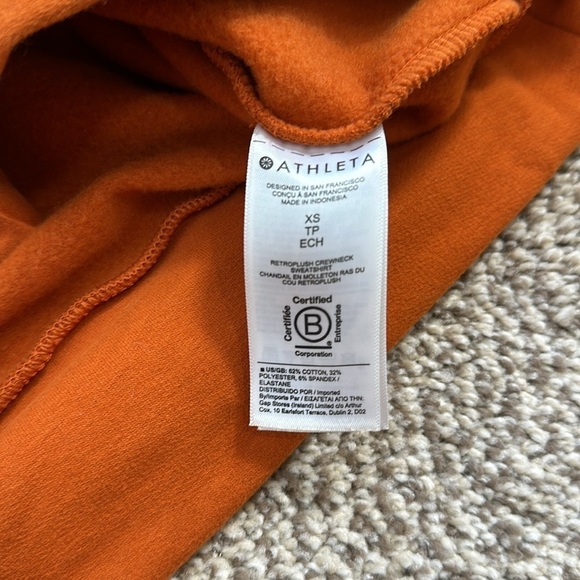 ATHLETA
DESIGNED IN SAN FRANCISCO
CONÇU À SAN FRANCISCO
MADE IN INDONESIA
XS
TP
ECH
RETROPLUSH CREWNECK
SWEATSHIRT
CHANDAIL EN MOLLETON RAS DU
COU RETROPLUSH
Certified
Certifiée
B
Entreprise
Corporation
■ US/GB: 62% COTTON, 32%
POLYESTER, 6% SPANDEX /
ELASTANE
DISTRIBUIDO POR / Imported
By/Importe Par / ΕΙΣΑΓΕΤΑΙ ΑΠΟ ΤΗΝ:
Gap Stores (Ireland) Limited c/o Arthur
Cox, 10 Earlsfort Terrace, Dublin 2, D02